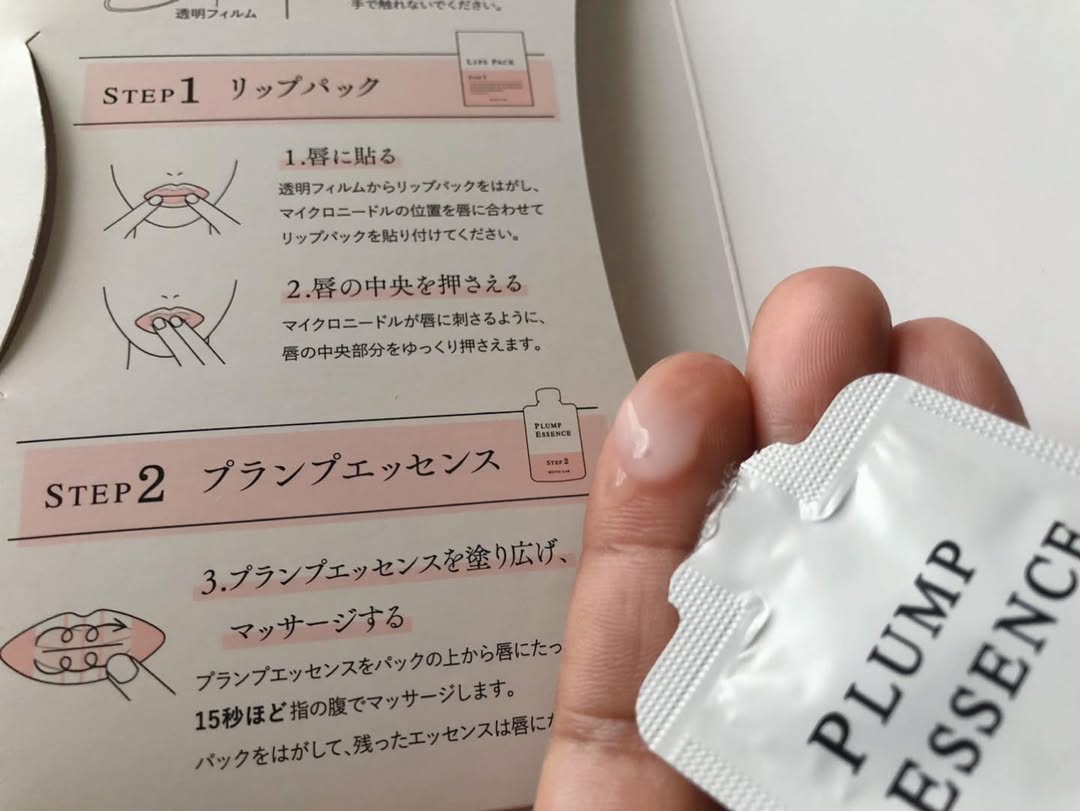 透明フィルム
手で触れないでください。
STEP1 リップパック
LIPS PACK
1.唇に貼る
透明フィルムからリップパックをはがし、
マイクロニードルの位置を唇に合わせて
リップパックを貼り付けてください。
2.唇の中央を押さえる
マイクロニードルが唇に刺さるように、
唇の中央部分をゆっくり押さえます。
STEP2 プランプエッセンス
PLUMP
ESSENCE
STEP 2
3.プランプエッセンスを塗り広げ、
マッサージする
プランプエッセンスをパックの上から唇にたっ
15秒ほど指の腹でマッサージします。
パックをはがして、残ったエッセンスは唇に
PLUMP
ESSENCE